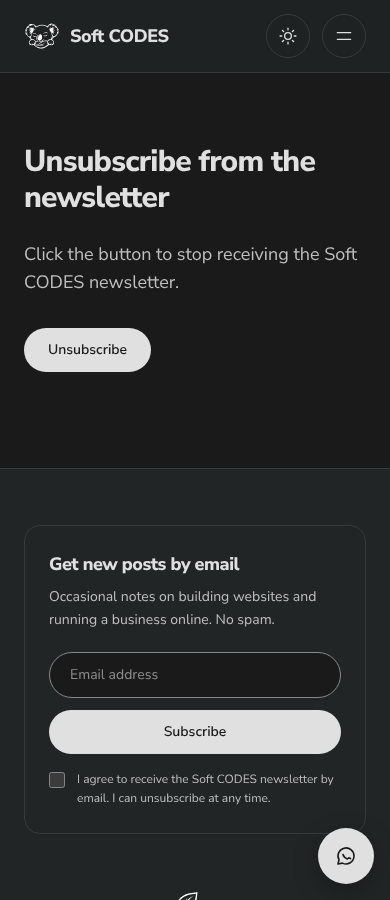 Soft CODES
Unsubscribe from the
newsletter
Click the button to stop receiving the Soft
CODES newsletter.
Unsubscribe
Get new posts by email
Occasional notes on building websites and
running a business online. No spam.
Email address
Subscribe
I agree to receive the Soft CODES newsletter by
email. I can unsubscribe at any time.